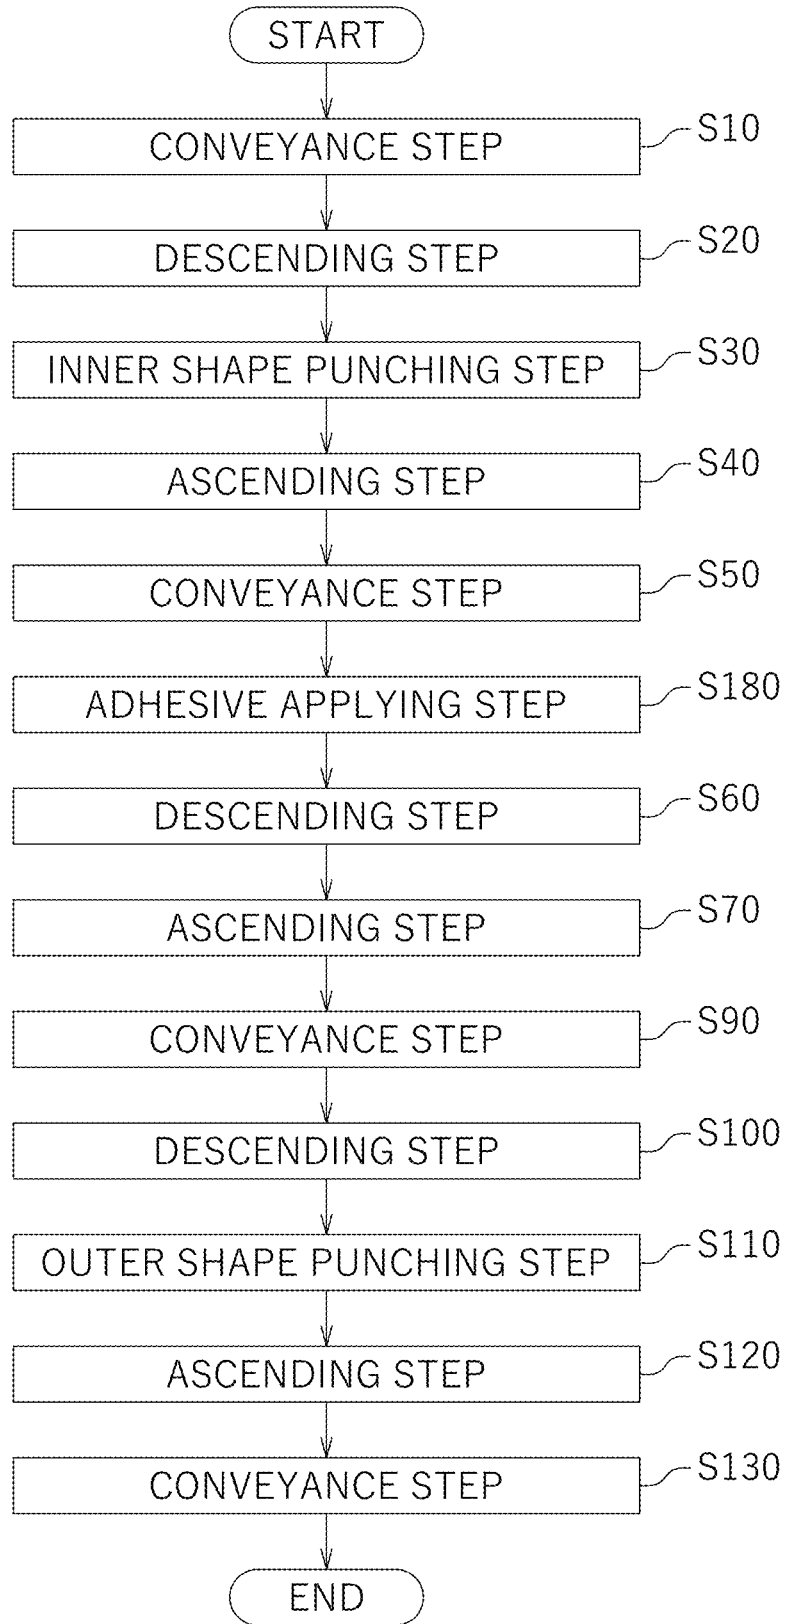 START
CONVEYANCE STEP S10
DESCENDING STEP S20
INNER SHAPE PUNCHING STEP S30
ASCENDING STEP S40
CONVEYANCE STEP S50
ADHESIVE APPLYING STEP S180
DESCENDING STEP S60
ASCENDING STEP S70
CONVEYANCE STEP S90
DESCENDING STEP S100
OUTER SHAPE PUNCHING STEP S110
ASCENDING STEP S120
CONVEYANCE STEP S130
END